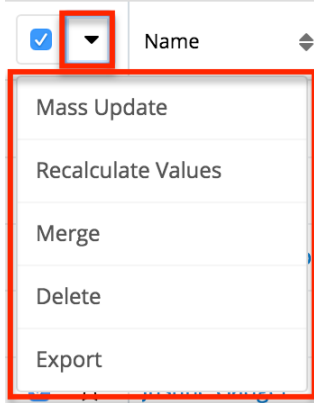 Name
Mass Update
Recalculate Values
Merge
Delete
Export